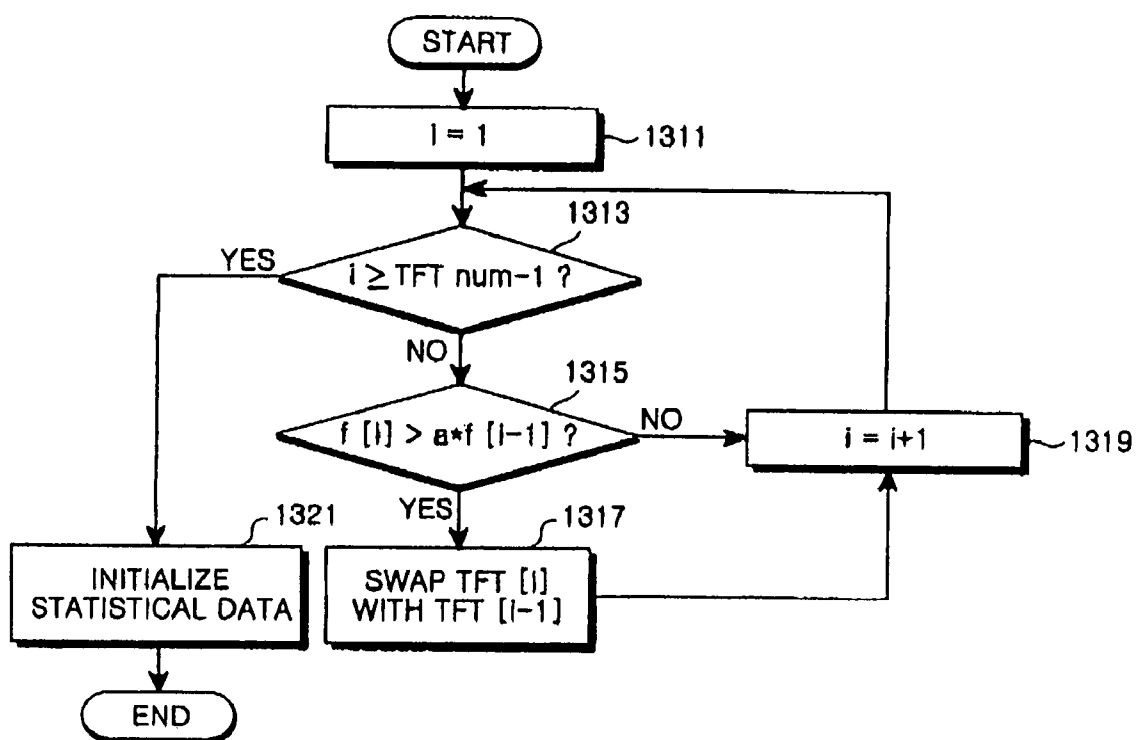 START
i = 1
1311
1313
YES
i ≥ TFT num-1 ?
NO
1315
f [i] > a*f [i-1] ?
NO
i = i+1
1319
YES
1321
1317
INITIALIZE
STATISTICAL DATA
SWAP TFT [i]
WITH TFT [i-1]
END